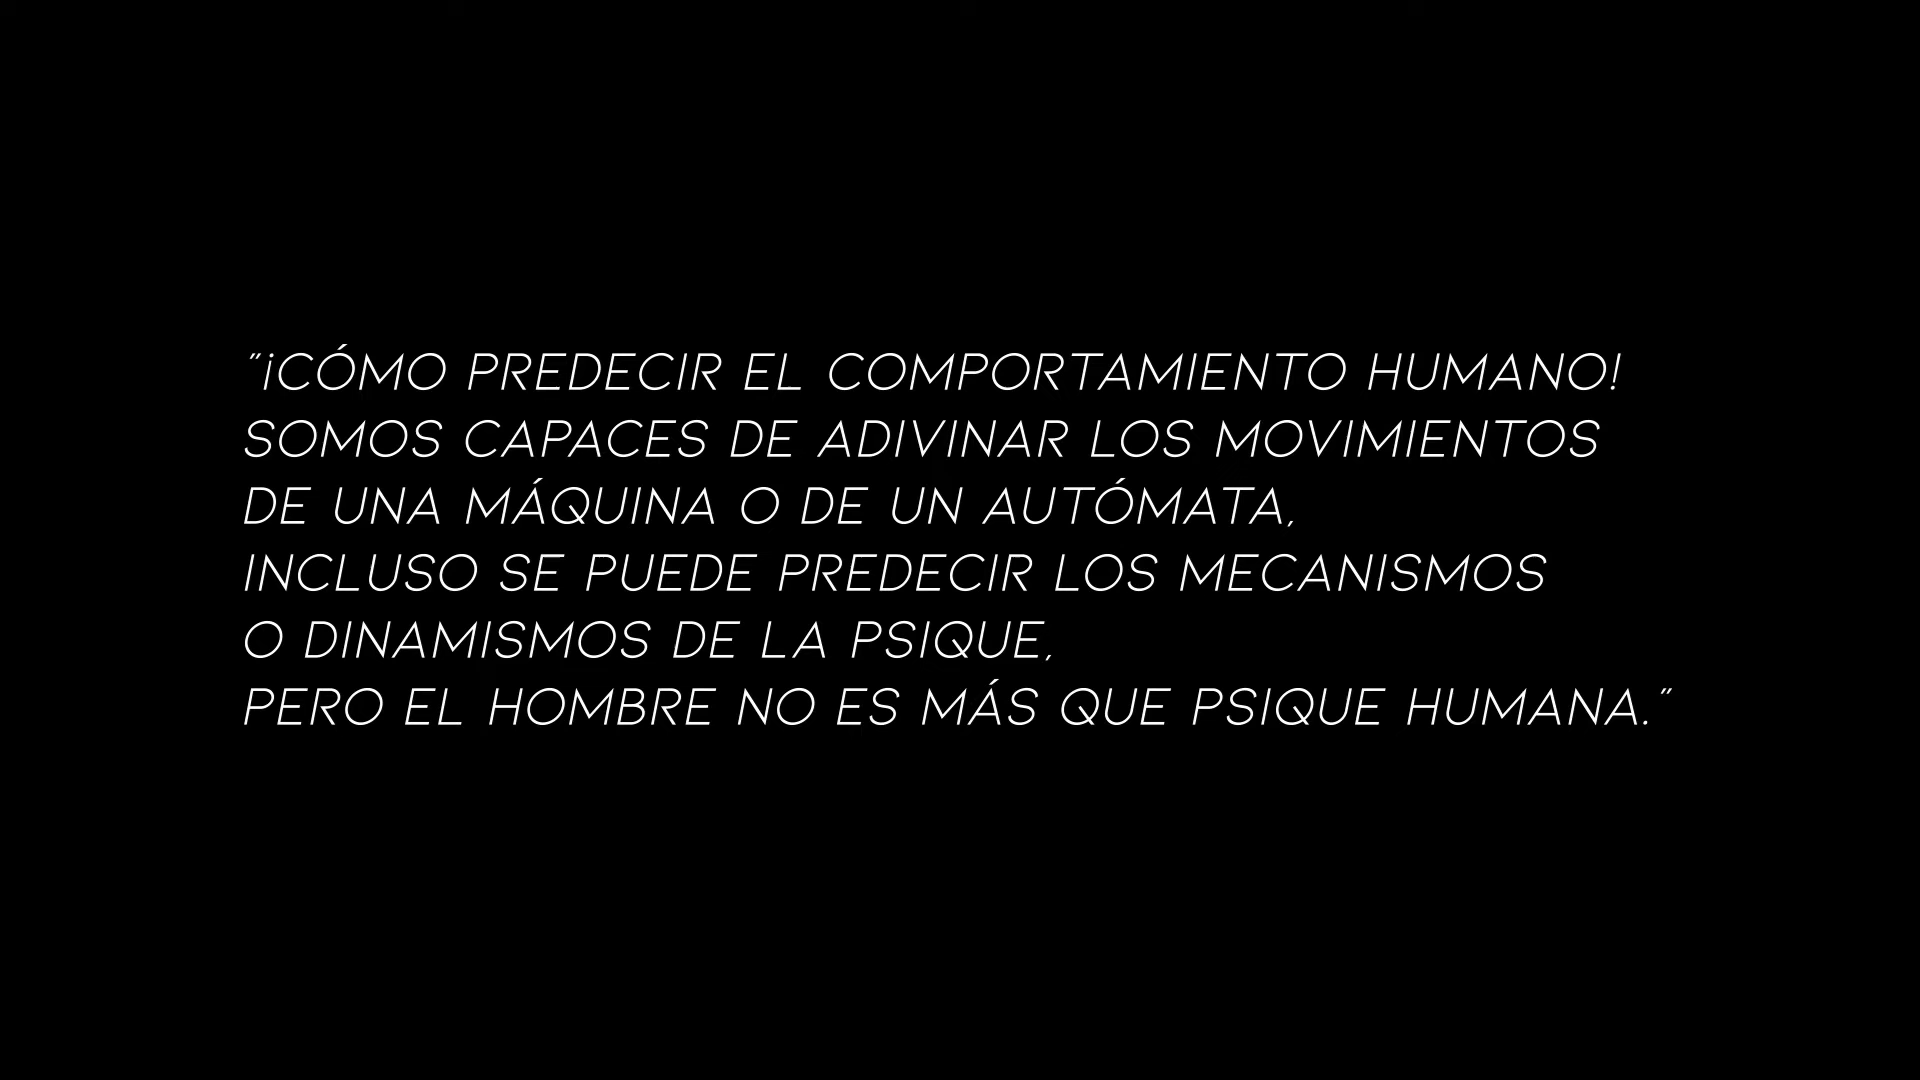 "¡CÓMO PREDECIR EL COMPORTAMIENTO HUMANO!
SOMOS CAPACES DE ADIVINAR LOS MOVIMIENTOS
DE UNA MÁQUINA O DE UN AUTÓMATA,
INCLUSO SE PUEDE PREDECIR LOS MECANISMOS
O DINAMISMOS DE LA PSIQUE,
PERO EL HOMBRE NO ES MÁS QUE PSIQUE HUMANA."